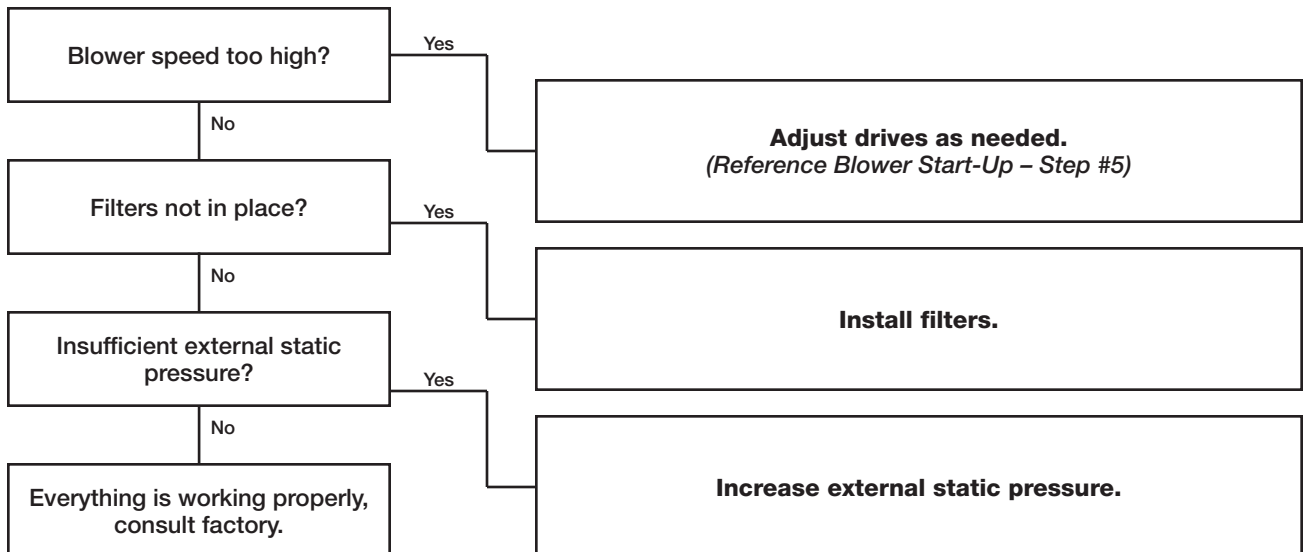 Blower speed too high?
Yes
Adjust drives as needed.
(Reference Blower Start-Up – Step #5)
No
Filters not in place?
Yes
Install filters.
No
Insufficient external static
pressure?
Yes
Increase external static pressure.
No
Everything is working properly,
consult factory.